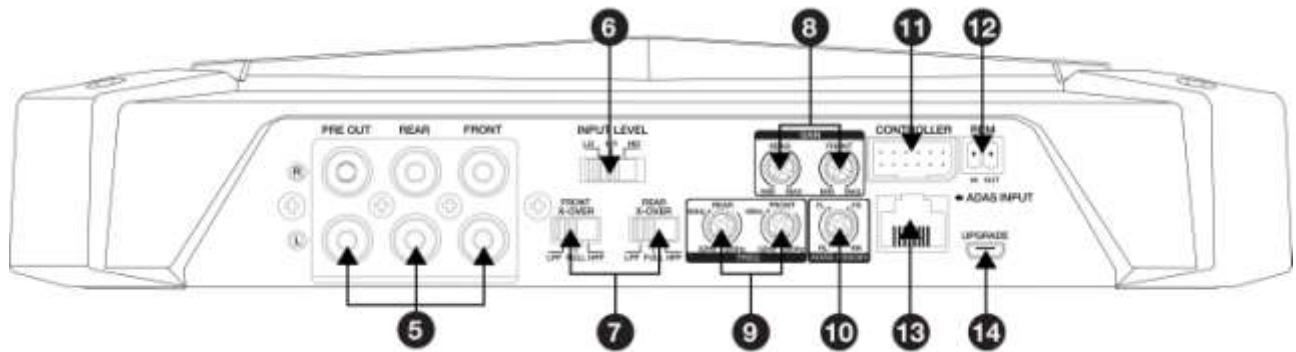 6
8
11
12
PRE OUT
REAR
FRONT
INPUT LEVEL
GAIN
CONTROLLER
LO
HI
REAR
FRONT
R
MIN
MAX
MIN
MAX
IN
OUT
FRONT
X-OVER
REAR
X-OVER
REAR
FRONT
ADAS INPUT
L
UPGRADE
LPF
FULL
HPF
LPF
FULL
HPF
5
7
9
10
13
14